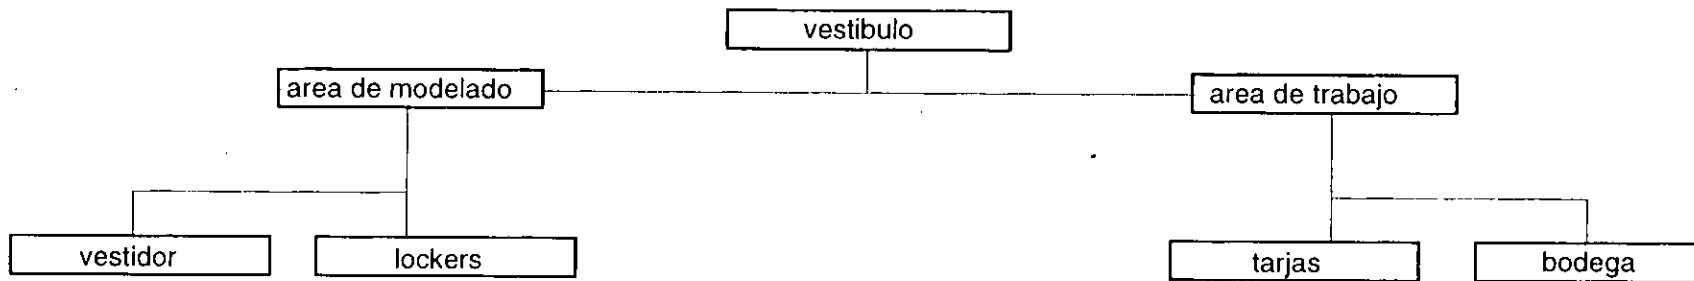 vestibulo
area de modelado
area de trabajo
vestidor
lockers
tarjas
bodega